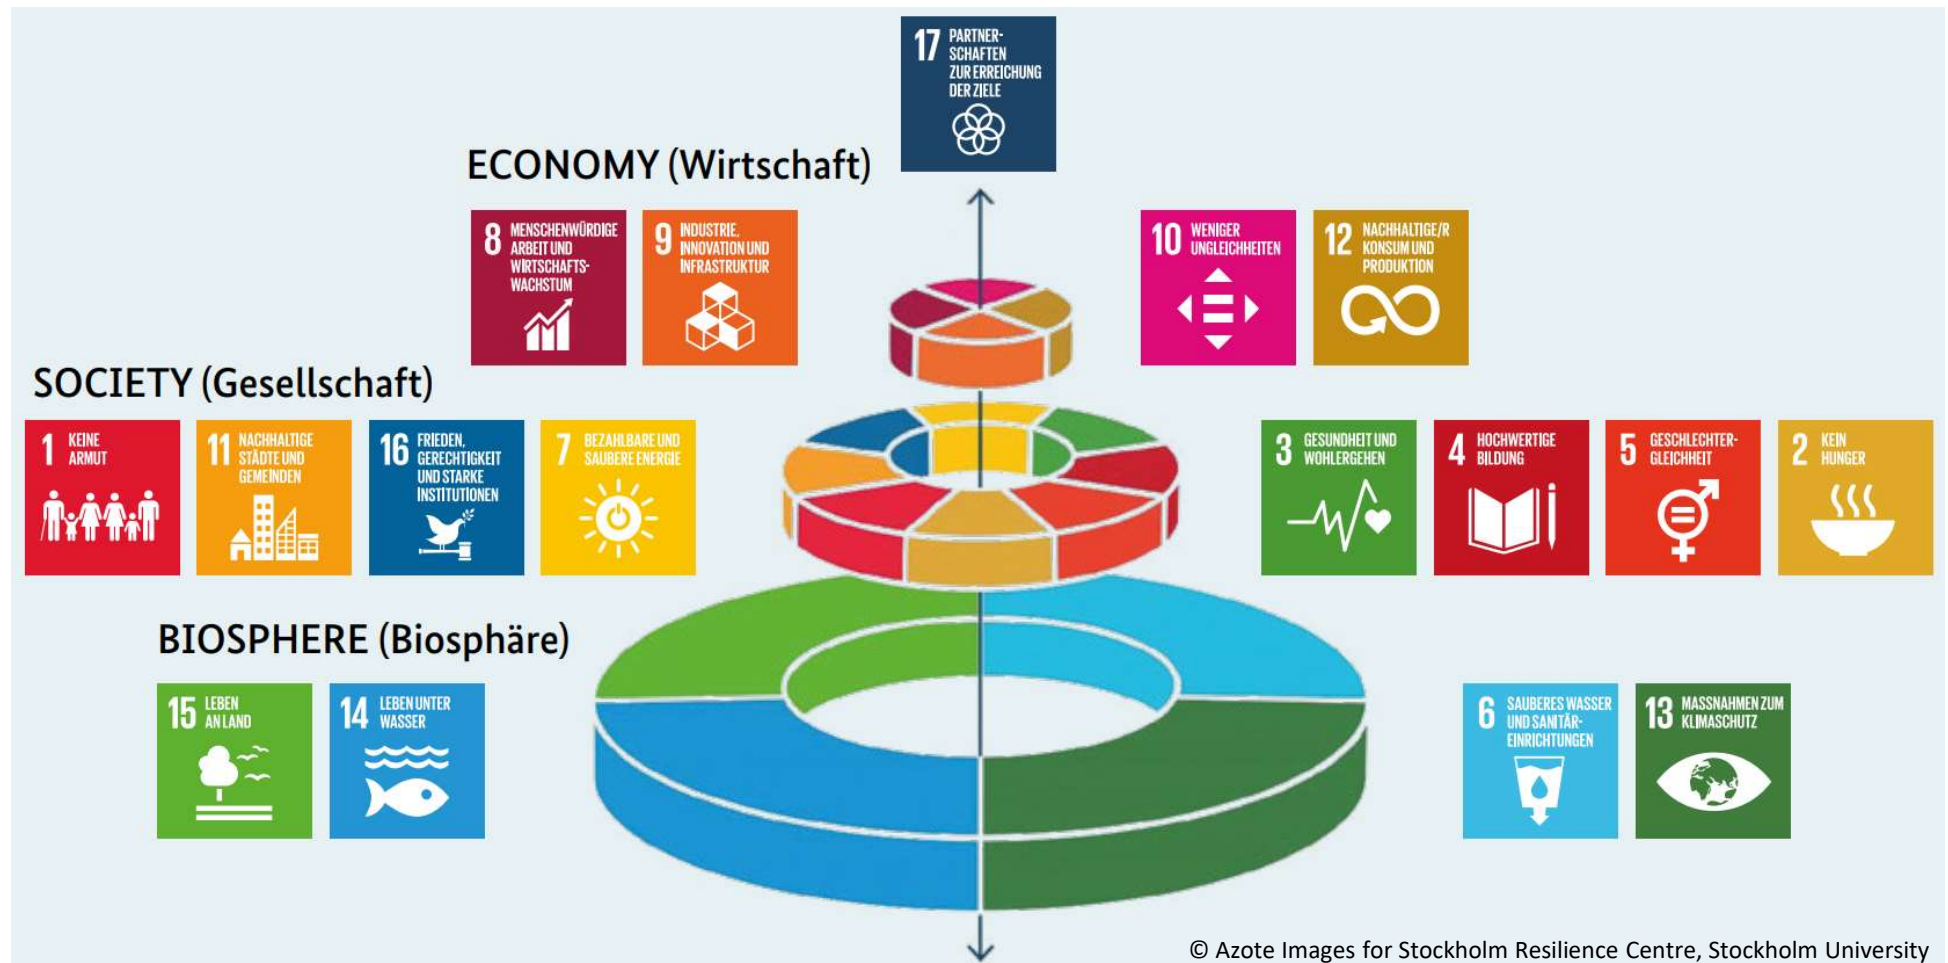 17 PARTNER-
SCHAFTEN
ZUR ERREICHUNG
DER ZIELE
ECONOMY (Wirtschaft)
8 MENSCHENWÜRDIGE
ARBEIT UND
WIRTSCHAFTS-
WACHSTUM
9 INDUSTRIE,
INNOVATION UND
INFRASTRUKTUR
10 WENIGER
UNGLEICHHEITEN
12 NACHHALTIGE/R
KONSUM UND
PRODUKTION
SOCIETY (Gesellschaft)
1 KEINE
ARMUT
11 NACHHALTIGE
STÄDTE UND
GEMEINDEN
16 FRIEDEN,
GERECHTIGKEIT
UND STARKE
INSTITUTIONEN
7 BEZAHLBARE UND
SAUBERE ENERGIE
3 GESUNDHEIT UND
WOHLERGEHEN
4 HOCHWERTIGE
BILDUNG
5 GESCHLECHTER-
GLEICHHEIT
2 KEIN
HUNGER
BIOSPHERE (Biosphäre)
15 LEBEN
AN LAND
14 LEBEN UNTER
WASSER
6 SAUBERES WASSER
UND SANITÄR-
EINRICHTUNGEN
13 MASSNAHMEN ZUM
KLIMASCHUTZ
© Azote Images for Stockholm Resilience Centre, Stockholm University